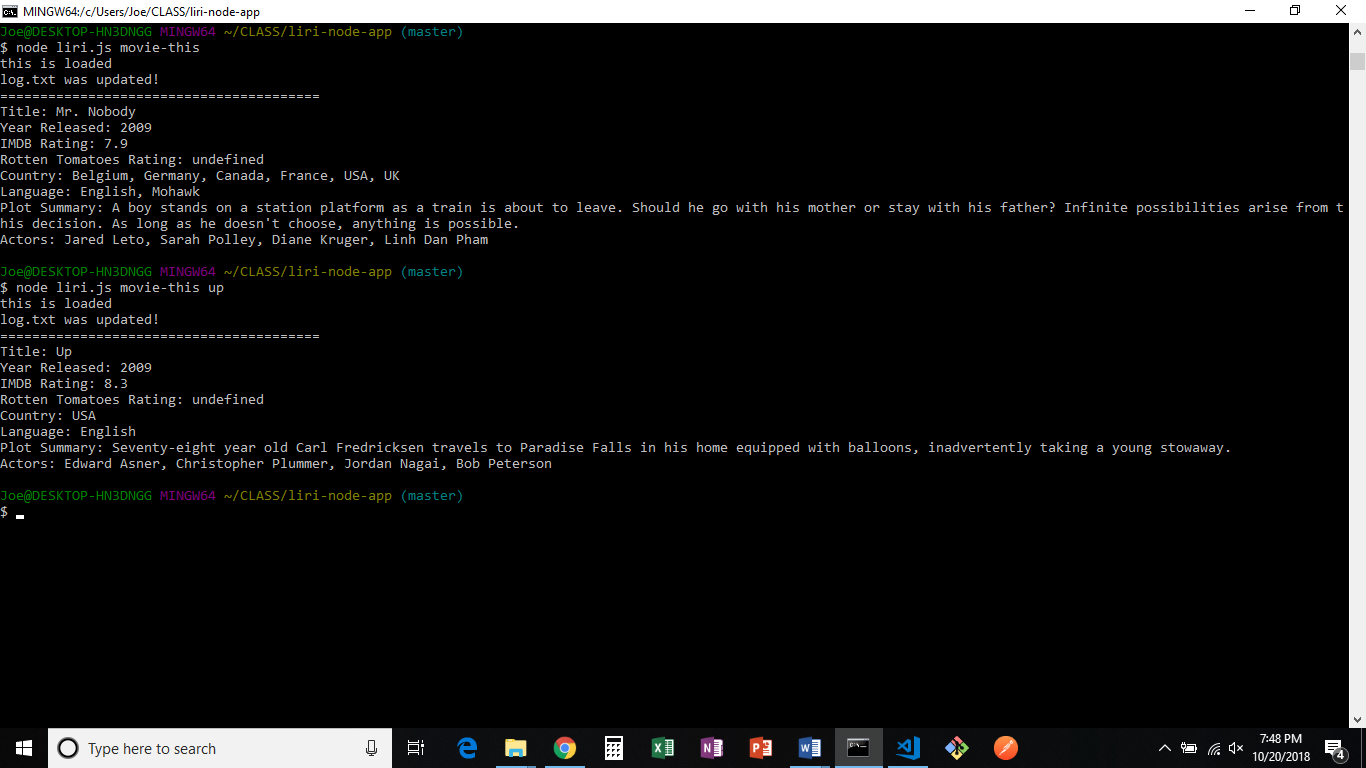 MINGW64:/c/Users/Joe/CLASS/liri-node-app
Joe@DESKTOP-HN3DNGG MINGW64 ~/CLASS/liri-node-app (master)
$ node liri.js movie-this
this is loaded
log.txt was updated!
========================================
Title: Mr. Nobody
Year Released: 2009
IMDB Rating: 7.9
Rotten Tomatoes Rating: undefined
Country: Belgium, Germany, Canada, France, USA, UK
Language: English, Mohawk
Plot Summary: A boy stands on a station platform as a train is about to leave. Should he go with his mother or stay with his father? Infinite possibilities arise from t
his decision. As long as he doesn't choose, anything is possible.
Actors: Jared Leto, Sarah Polley, Diane Kruger, Linh Dan Pham
Joe@DESKTOP-HN3DNGG MINGW64 ~/CLASS/liri-node-app (master)
$ node liri.js movie-this up
this is loaded
log.txt was updated!
========================================
Title: Up
Year Released: 2009
IMDB Rating: 8.3
Rotten Tomatoes Rating: undefined
Country: USA
Language: English
Plot Summary: Seventy-eight year old Carl Fredricksen travels to Paradise Falls in his home equipped with balloons, inadvertently taking a young stowaway.
Actors: Edward Asner, Christopher Plummer, Jordan Nagai, Bob Peterson
Joe@DESKTOP-HN3DNGG MINGW64 ~/CLASS/liri-node-app (master)
$
Type here to search
7:48 PM
10/20/2018
4